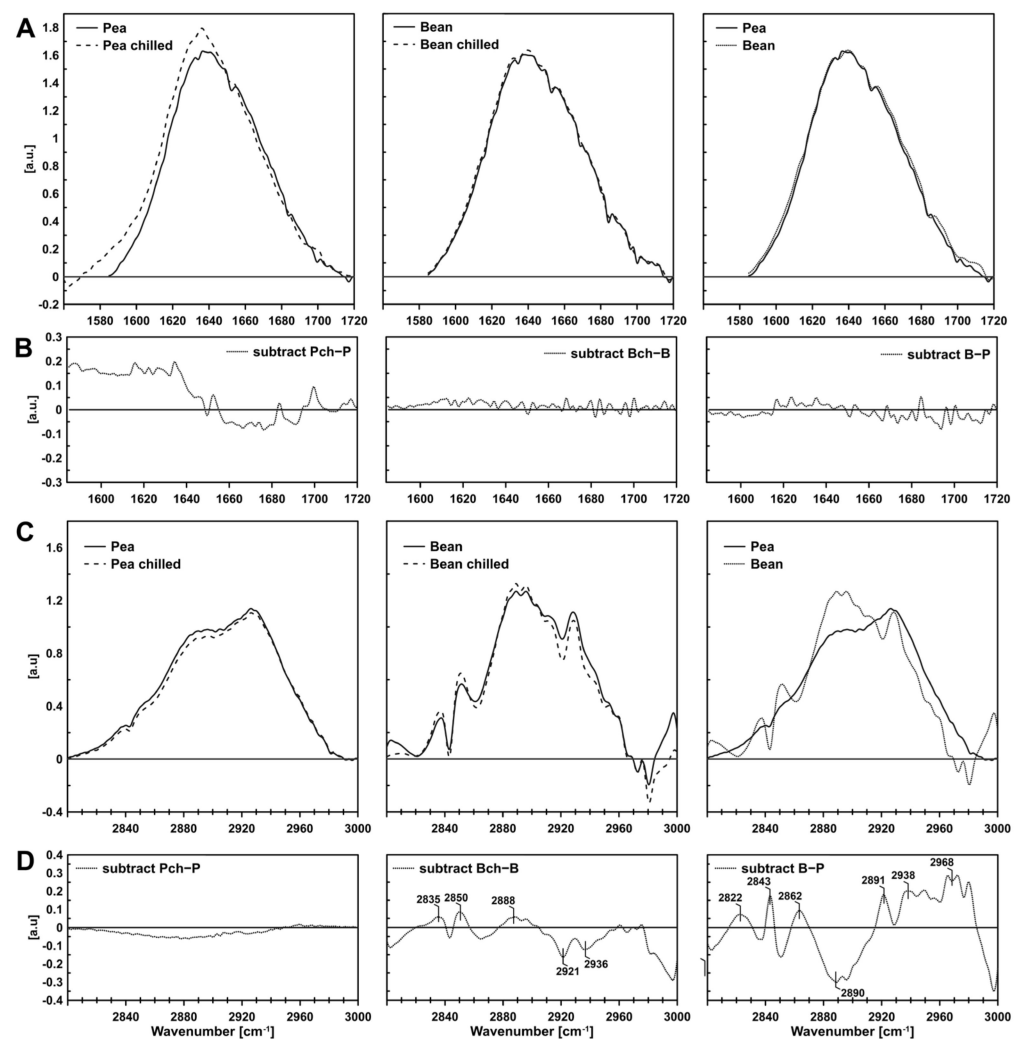 A
Pea
Pea chilled
Bean
Bean chilled
Pea
Bean
[a.u.]
1.8
1.6
1.4
1.2
1
0.8
0.6
0.4
0.2
0
-0.2
1580 1600 1620 1640 1660 1680 1700 1720
1580 1600 1620 1640 1660 1680 1700 1720
1580 1600 1620 1640 1660 1680 1700 1720
B
subtract Pch−P
subtract Bch−B
subtract B−P
[a.u.]
0.3
0.2
0.1
0
-0.1
-0.2
-0.3
1600 1620 1640 1660 1680 1700 1720
1600 1620 1640 1660 1680 1700 1720
1600 1620 1640 1660 1680 1700 1720
C
Pea
Pea chilled
Bean
Bean chilled
Pea
Bean
[a.u]
1.6
1.2
0.8
0.4
0
-0.4
2840 2880 2920 2960 3000
2840 2880 2920 2960 3000
2840 2880 2920 2960 3000
D
subtract Pch−P
subtract Bch−B
subtract B−P
[a.u]
0.4
0.3
0.2
0.1
0
-0.1
-0.2
-0.3
-0.4
2835 2850 2888
2921 2936
2822 2843 2862 2891 2938 2968
2890
2840 2880 2920 2960 3000
2840 2880 2920 2960 3000
2840 2880 2920 2960 3000
Wavenumber [cm⁻¹]
Wavenumber [cm⁻¹]
Wavenumber [cm⁻¹]